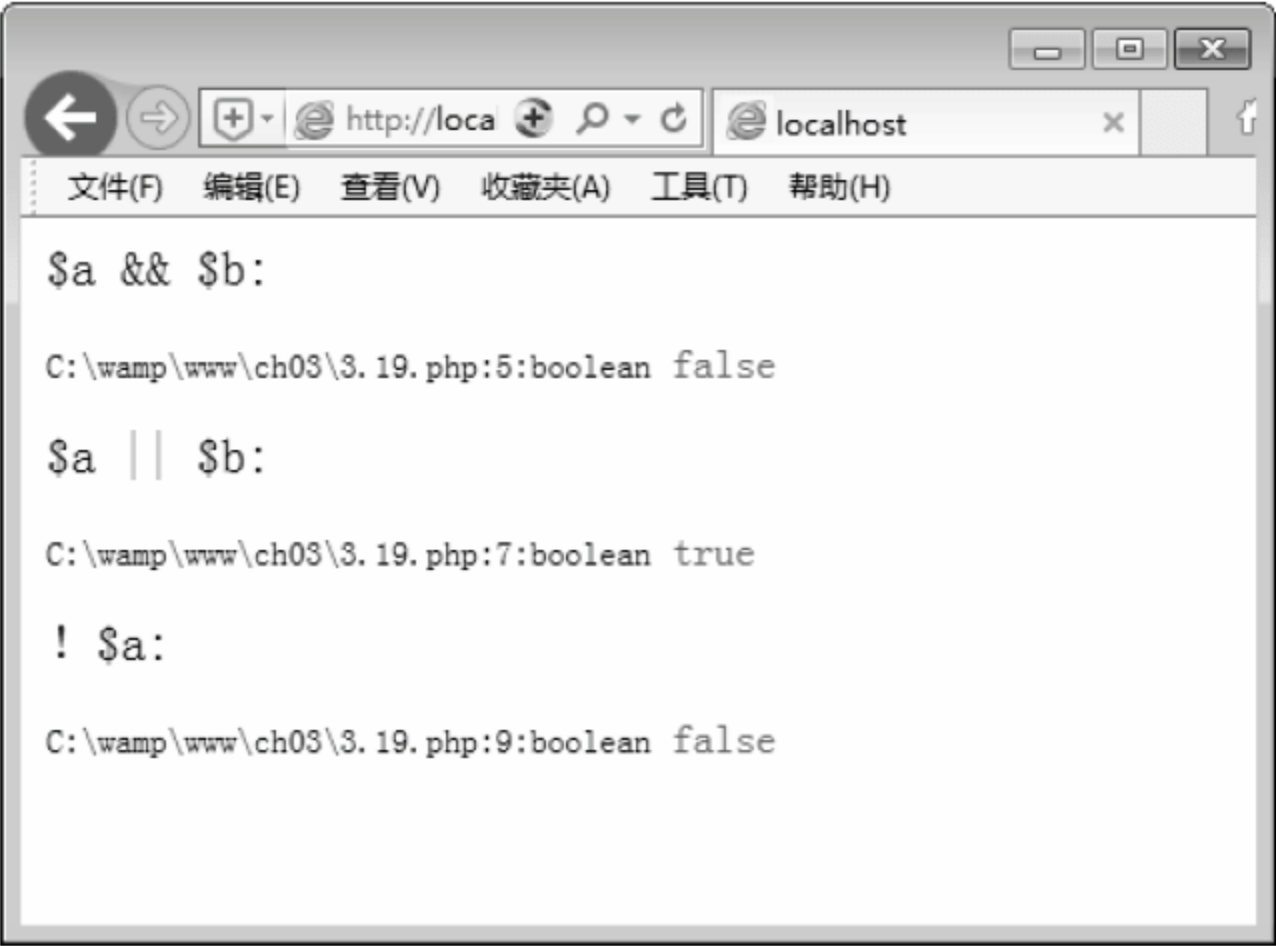 http://loca localhost
文件(F) 编辑(E) 查看(V) 收藏夹(A) 工具(T) 帮助(H)
$a && $b:
C:\wamp\www\ch03\3.19.php:5:boolean false
$a || $b:
C:\wamp\www\ch03\3.19.php:7:boolean true
! $a:
C:\wamp\www\ch03\3.19.php:9:boolean false